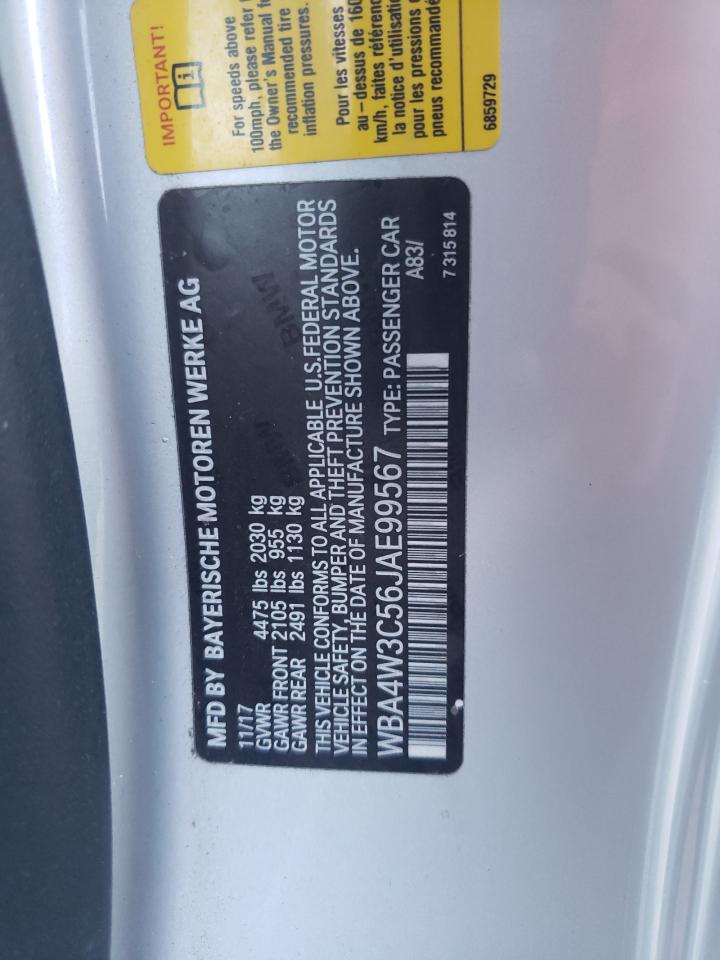 IMPORTANT!
For speeds above
100mph, please refer
the Owner's Manual
recommended tire
inflation pressures.
Pour les vitesses
au-dessus de 160
km/h, faites
la notice d'utilisation
pour les pressions
pneus
6859729
MFD BY BAYERISCHE MOTOREN WERKE AG
11/17
GVWR 4475 lbs 2030 kg
GAWR FRONT 2105 lbs 955 kg
GAWR REAR 2491 lbs 1130 kg
THIS VEHICLE CONFORMS TO ALL APPLICABLE U.S.FEDERAL MOTOR
VEHICLE SAFETY, BUMPER AND THEFT PREVENTION STANDARDS
IN EFFECT ON THE DATE OF MANUFACTURE SHOWN ABOVE.
WBA4W3C56JAE99567 TYPE: PASSENGER CAR
A83/
7 315 814